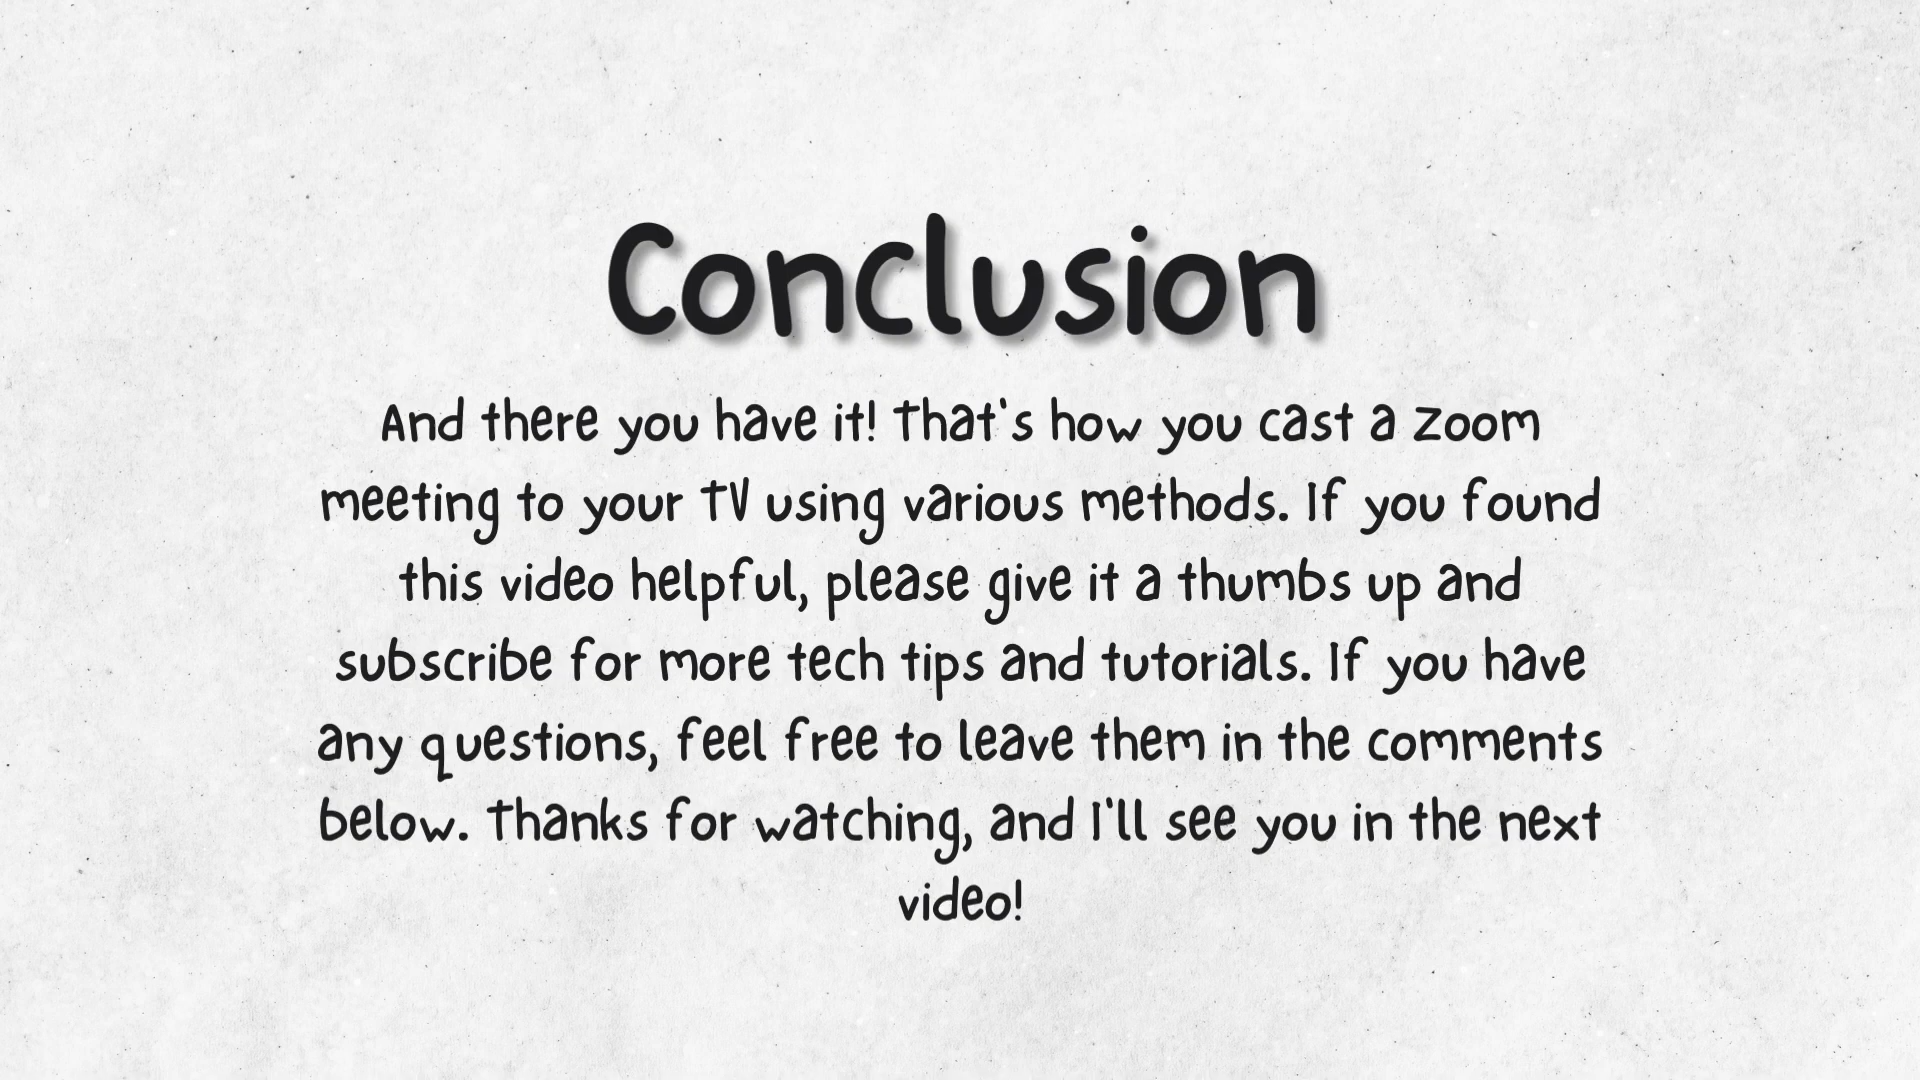 Conclusion
And there you have it! That's how you cast a Zoom
meeting to your TV using various methods. If you found
this video helpful, please give it a thumbs up and
subscribe for more tech tips and tutorials. If you have
any questions, feel free to leave them in the comments
below. Thanks for watching, and I'll see you in the next
video!